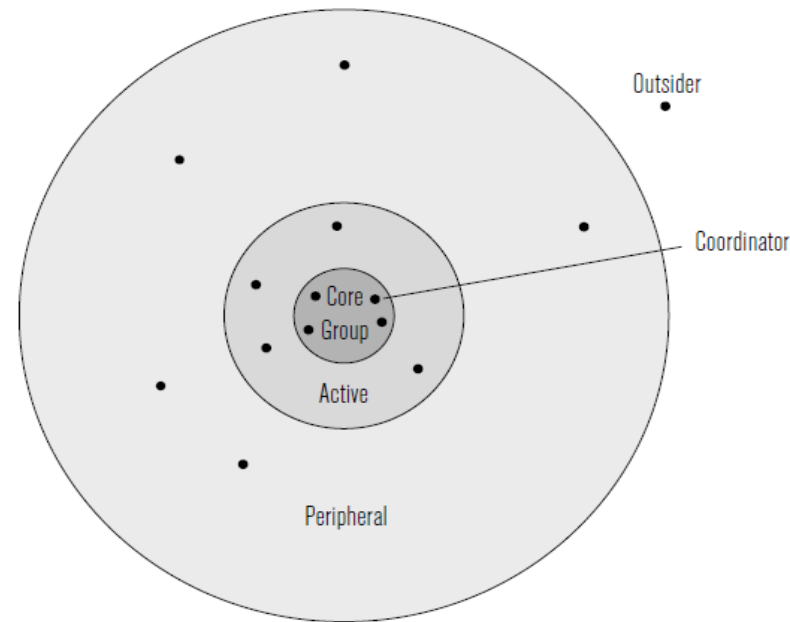 Outsider
Coordinator
Core
Group
Active
Peripheral